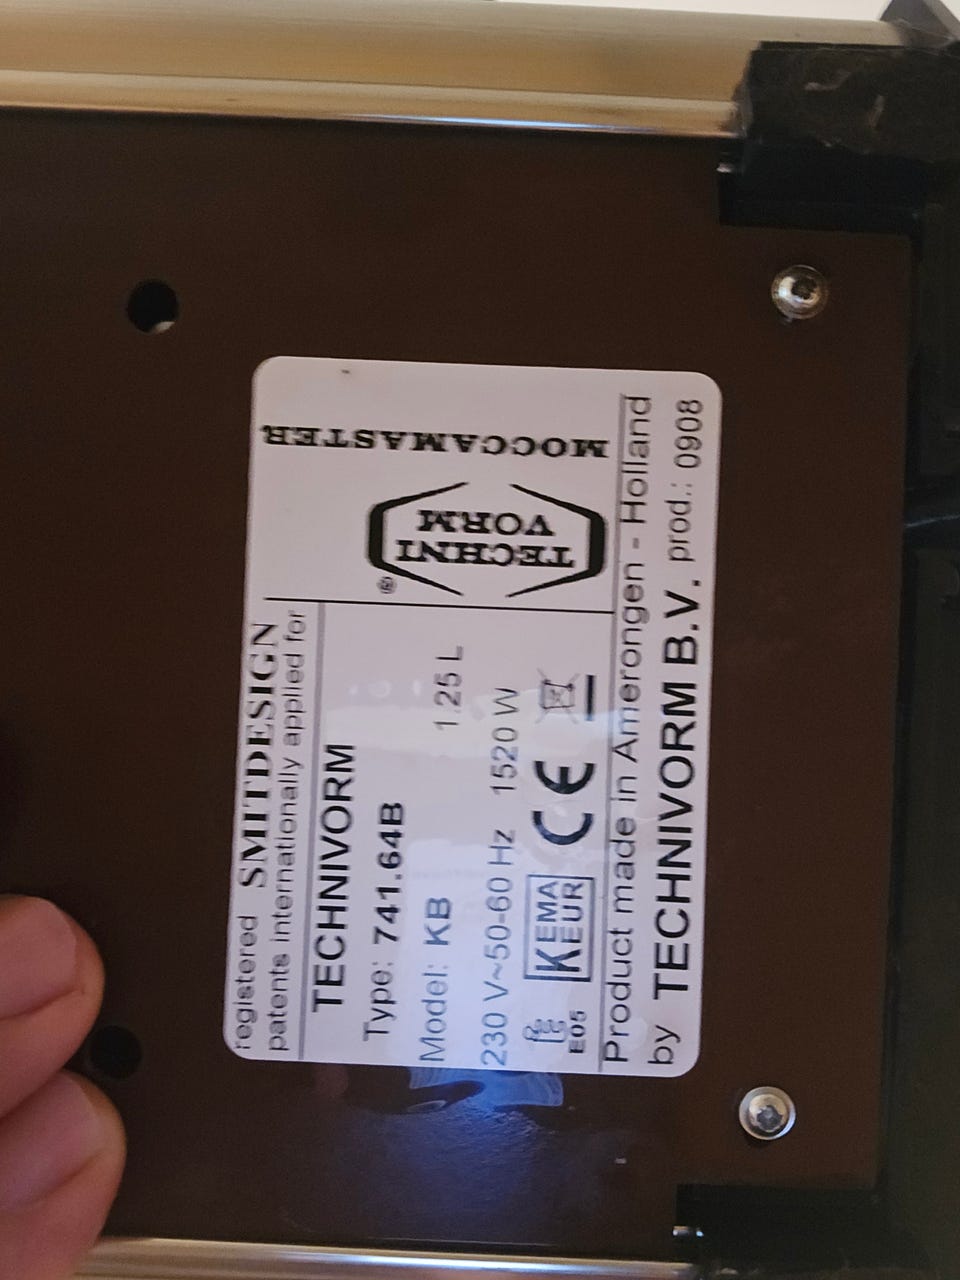 registered SMITDESIGN
patents internationally applied for
TECHNIVORM
Type: 741.64B
Model: KB 1.25 L
230 V~50-60 Hz 1520 W
E05
KEMA
KEUR
CE
Product made in Amerongen - Holland
by TECHNIVORM B.V. prod.: 0908
TECHNI
VORM
®
MOCCAMASTER